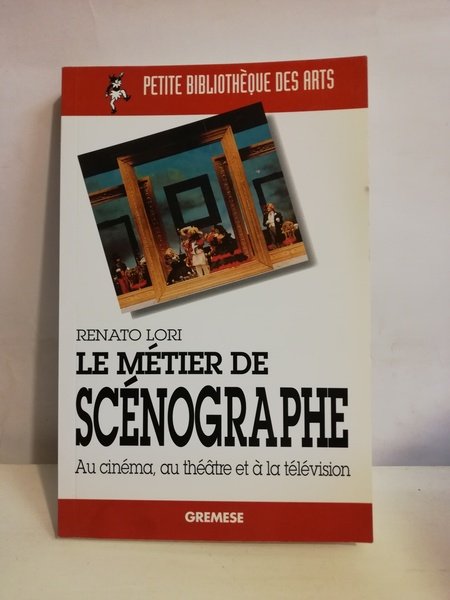 PETITE BIBLIOTHÈQUE DES ARTS
RENATO LORI
LE MÉTIER DE
SCÉNOGRAPHE
Au cinéma, au théâtre et à la télévision
GREMESE